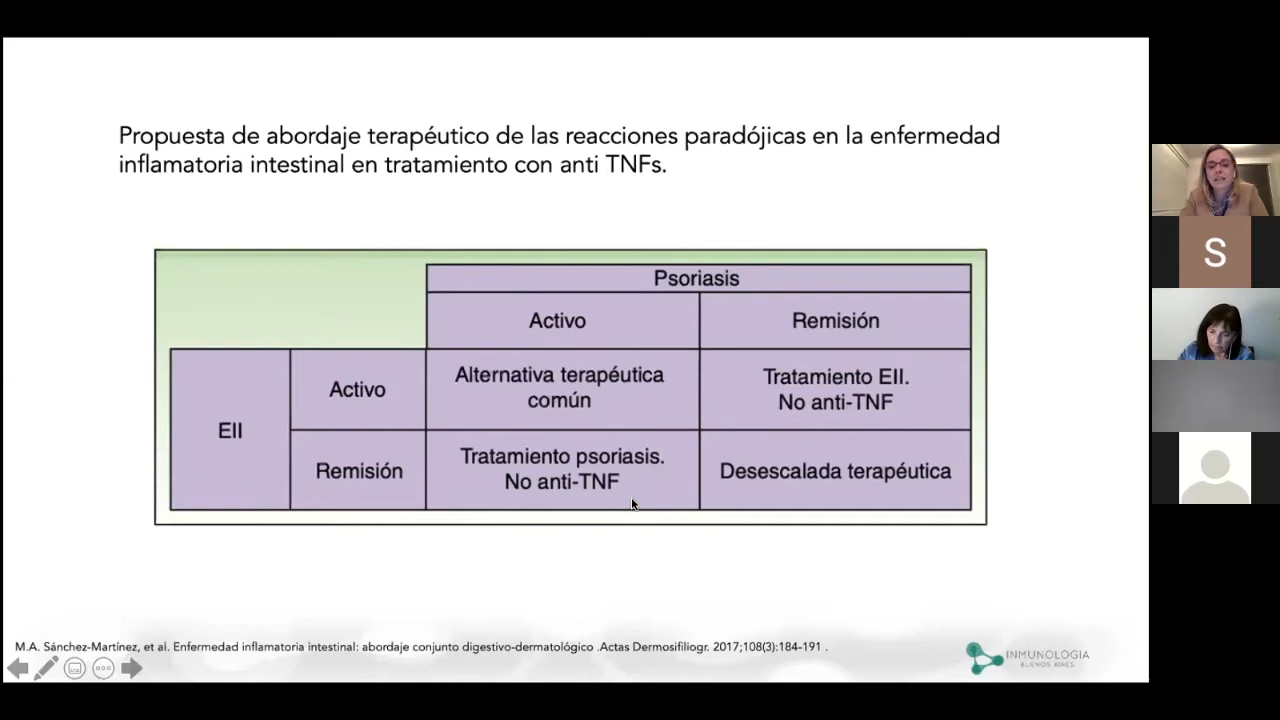 Propuesta de abordaje terapéutico de las reacciones paradójicas en la enfermedad
inflamatoria intestinal en tratamiento con anti TNFs.
Psoriasis
Activo
Remisión
EII
Activo
Alternativa terapéutica
común
Tratamiento EII.
No anti-TNF
Remisión
Tratamiento psoriasis.
No anti-TNF
Desescalada terapéutica
M.A. Sánchez-Martínez, et al. Enfermedad inflamatoria intestinal: abordaje conjunto digestivo-dermatológico .Actas Dermosifiliogr. 2017;108(3):184-191 .
INMUNOLOGIA
BUENOS AIRES
S